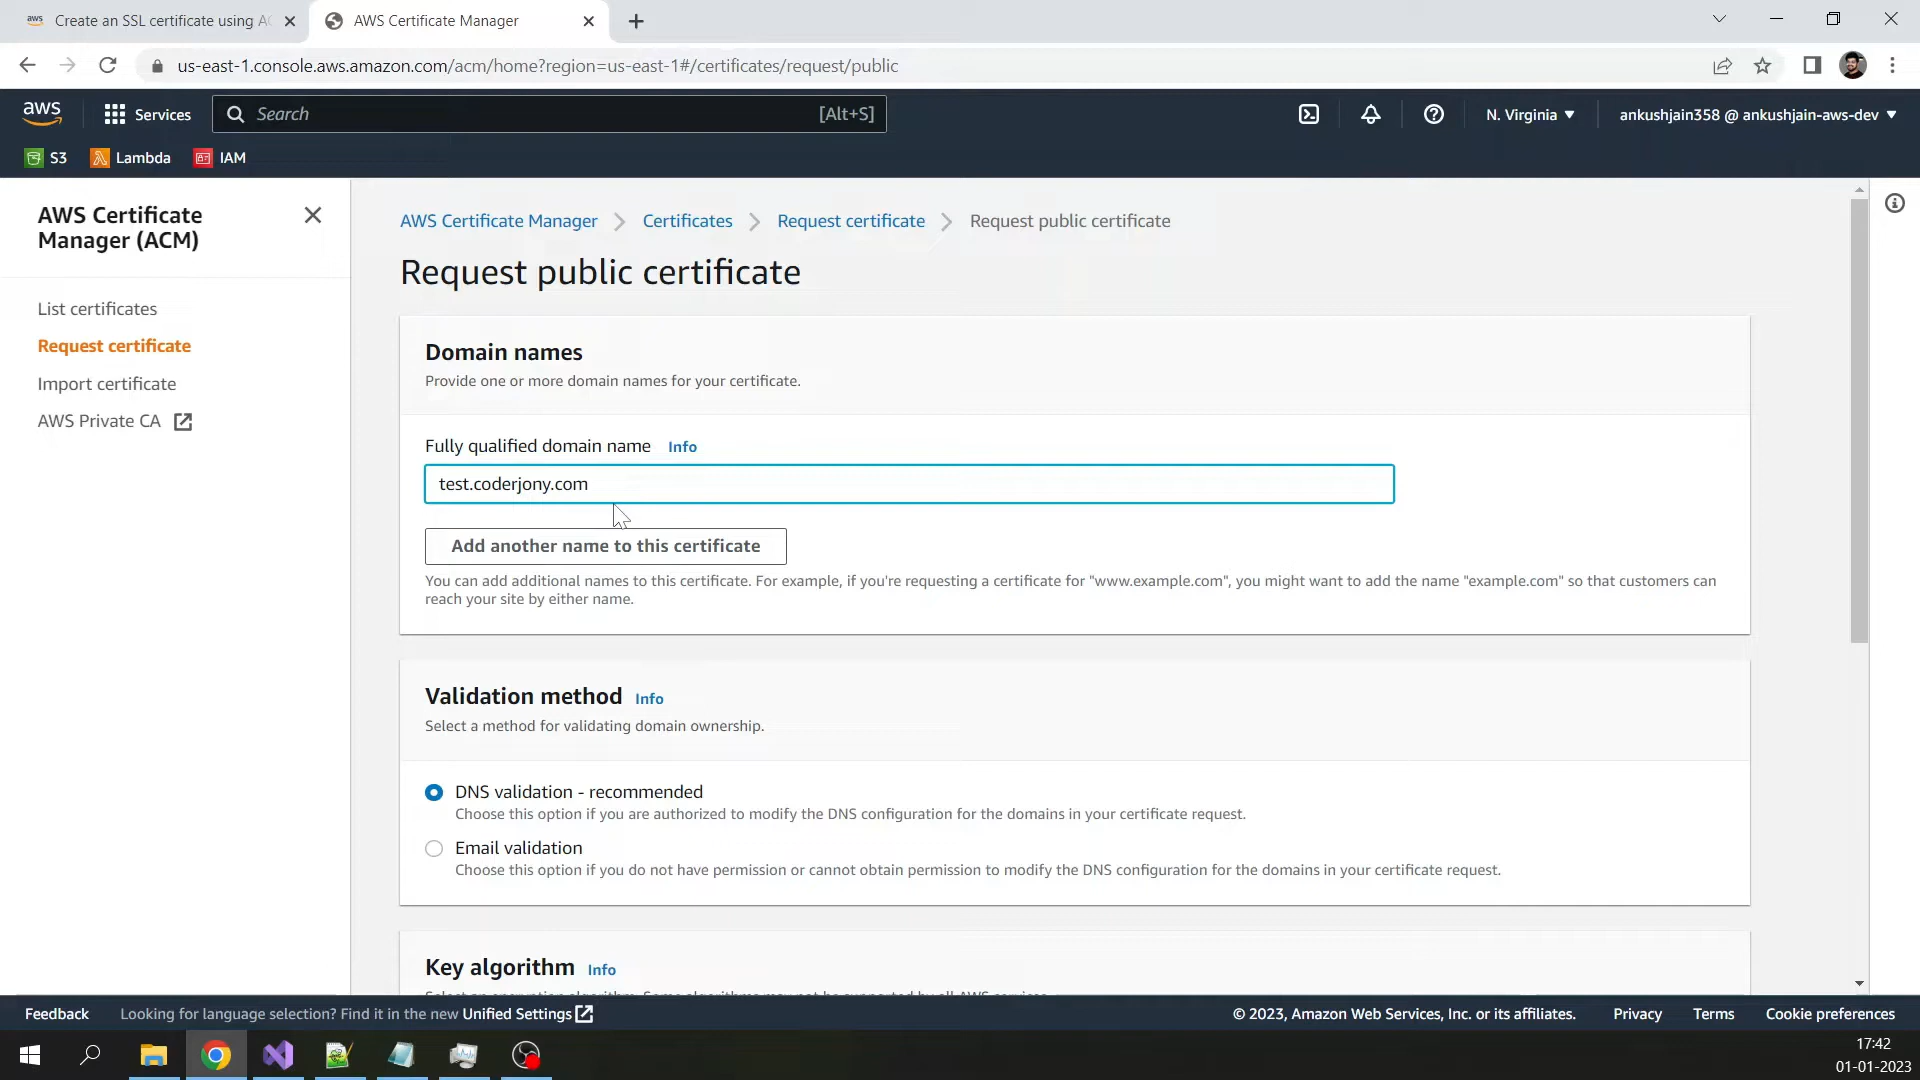 Create an SSL certificate using A
AWS Certificate Manager
us-east-1.console.aws.amazon.com/acm/home?region=us-east-1#/certificates/request/public
aws
Services
Search
[Alt+S]
N. Virginia
ankushjain358 @ ankushjain-aws-dev
S3
Lambda
IAM
AWS Certificate
Manager (ACM)
List certificates
Request certificate
Import certificate
AWS Private CA
AWS Certificate Manager
Certificates
Request certificate
Request public certificate
Request public certificate
Domain names
Provide one or more domain names for your certificate.
Fully qualified domain name Info
test.coderjony.com
Add another name to this certificate
You can add additional names to this certificate. For example, if you're requesting a certificate for "www.example.com", you might want to add the name "example.com" so that customers can
reach your site by either name.
Validation method Info
Select a method for validating domain ownership.
DNS validation - recommended
Choose this option if you are authorized to modify the DNS configuration for the domains in your certificate request.
Email validation
Choose this option if you do not have permission or cannot obtain permission to modify the DNS configuration for the domains in your certificate request.
Key algorithm Info
Feedback
Looking for language selection? Find it in the new Unified Settings
© 2023, Amazon Web Services, Inc. or its affiliates.
Privacy
Terms
Cookie preferences
17:42
01-01-2023